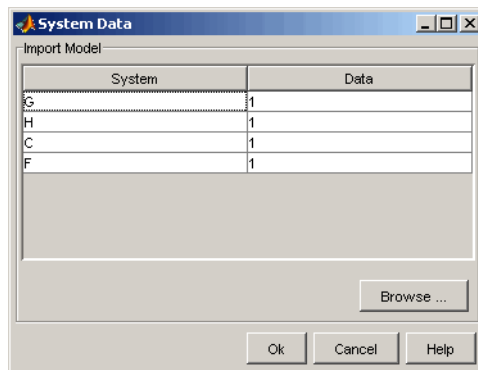 System Data
Import Model
System Data
G 1
H 1
C 1
F 1
Browse ...
Ok Cancel Help